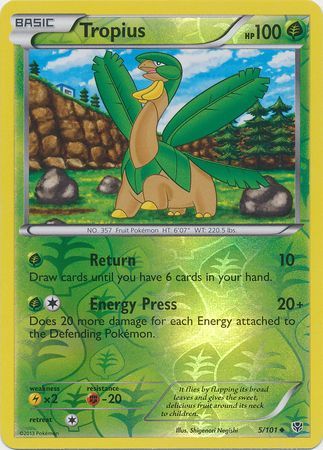 BASIC
Tropius
HP100
NO. 357 Fruit Pokémon HT: 6'07" WT: 220.5 lbs.
Return 10
Draw cards until you have 6 cards in your hand.
Energy Press 20+
Does 20 more damage for each Energy attached to
the Defending Pokémon.
weakness
×2
resistance
-20
retreat
It flies by flapping its broad
leaves and gives the sweet,
delicious fruit around its neck
to children.
Illus. Shigenori Negishi
5/101
©2013 Pokémon